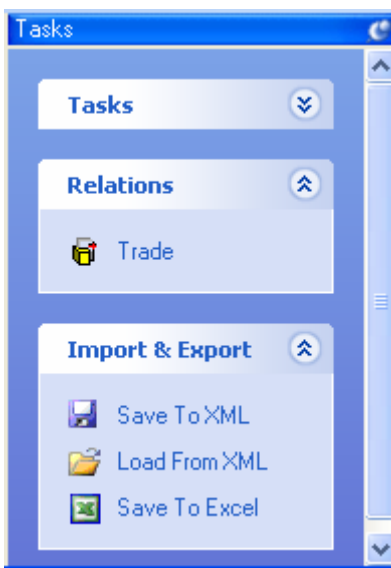 Tasks
Tasks
Relations
Trade
Import & Export
Save To XML
Load From XML
Save To Excel